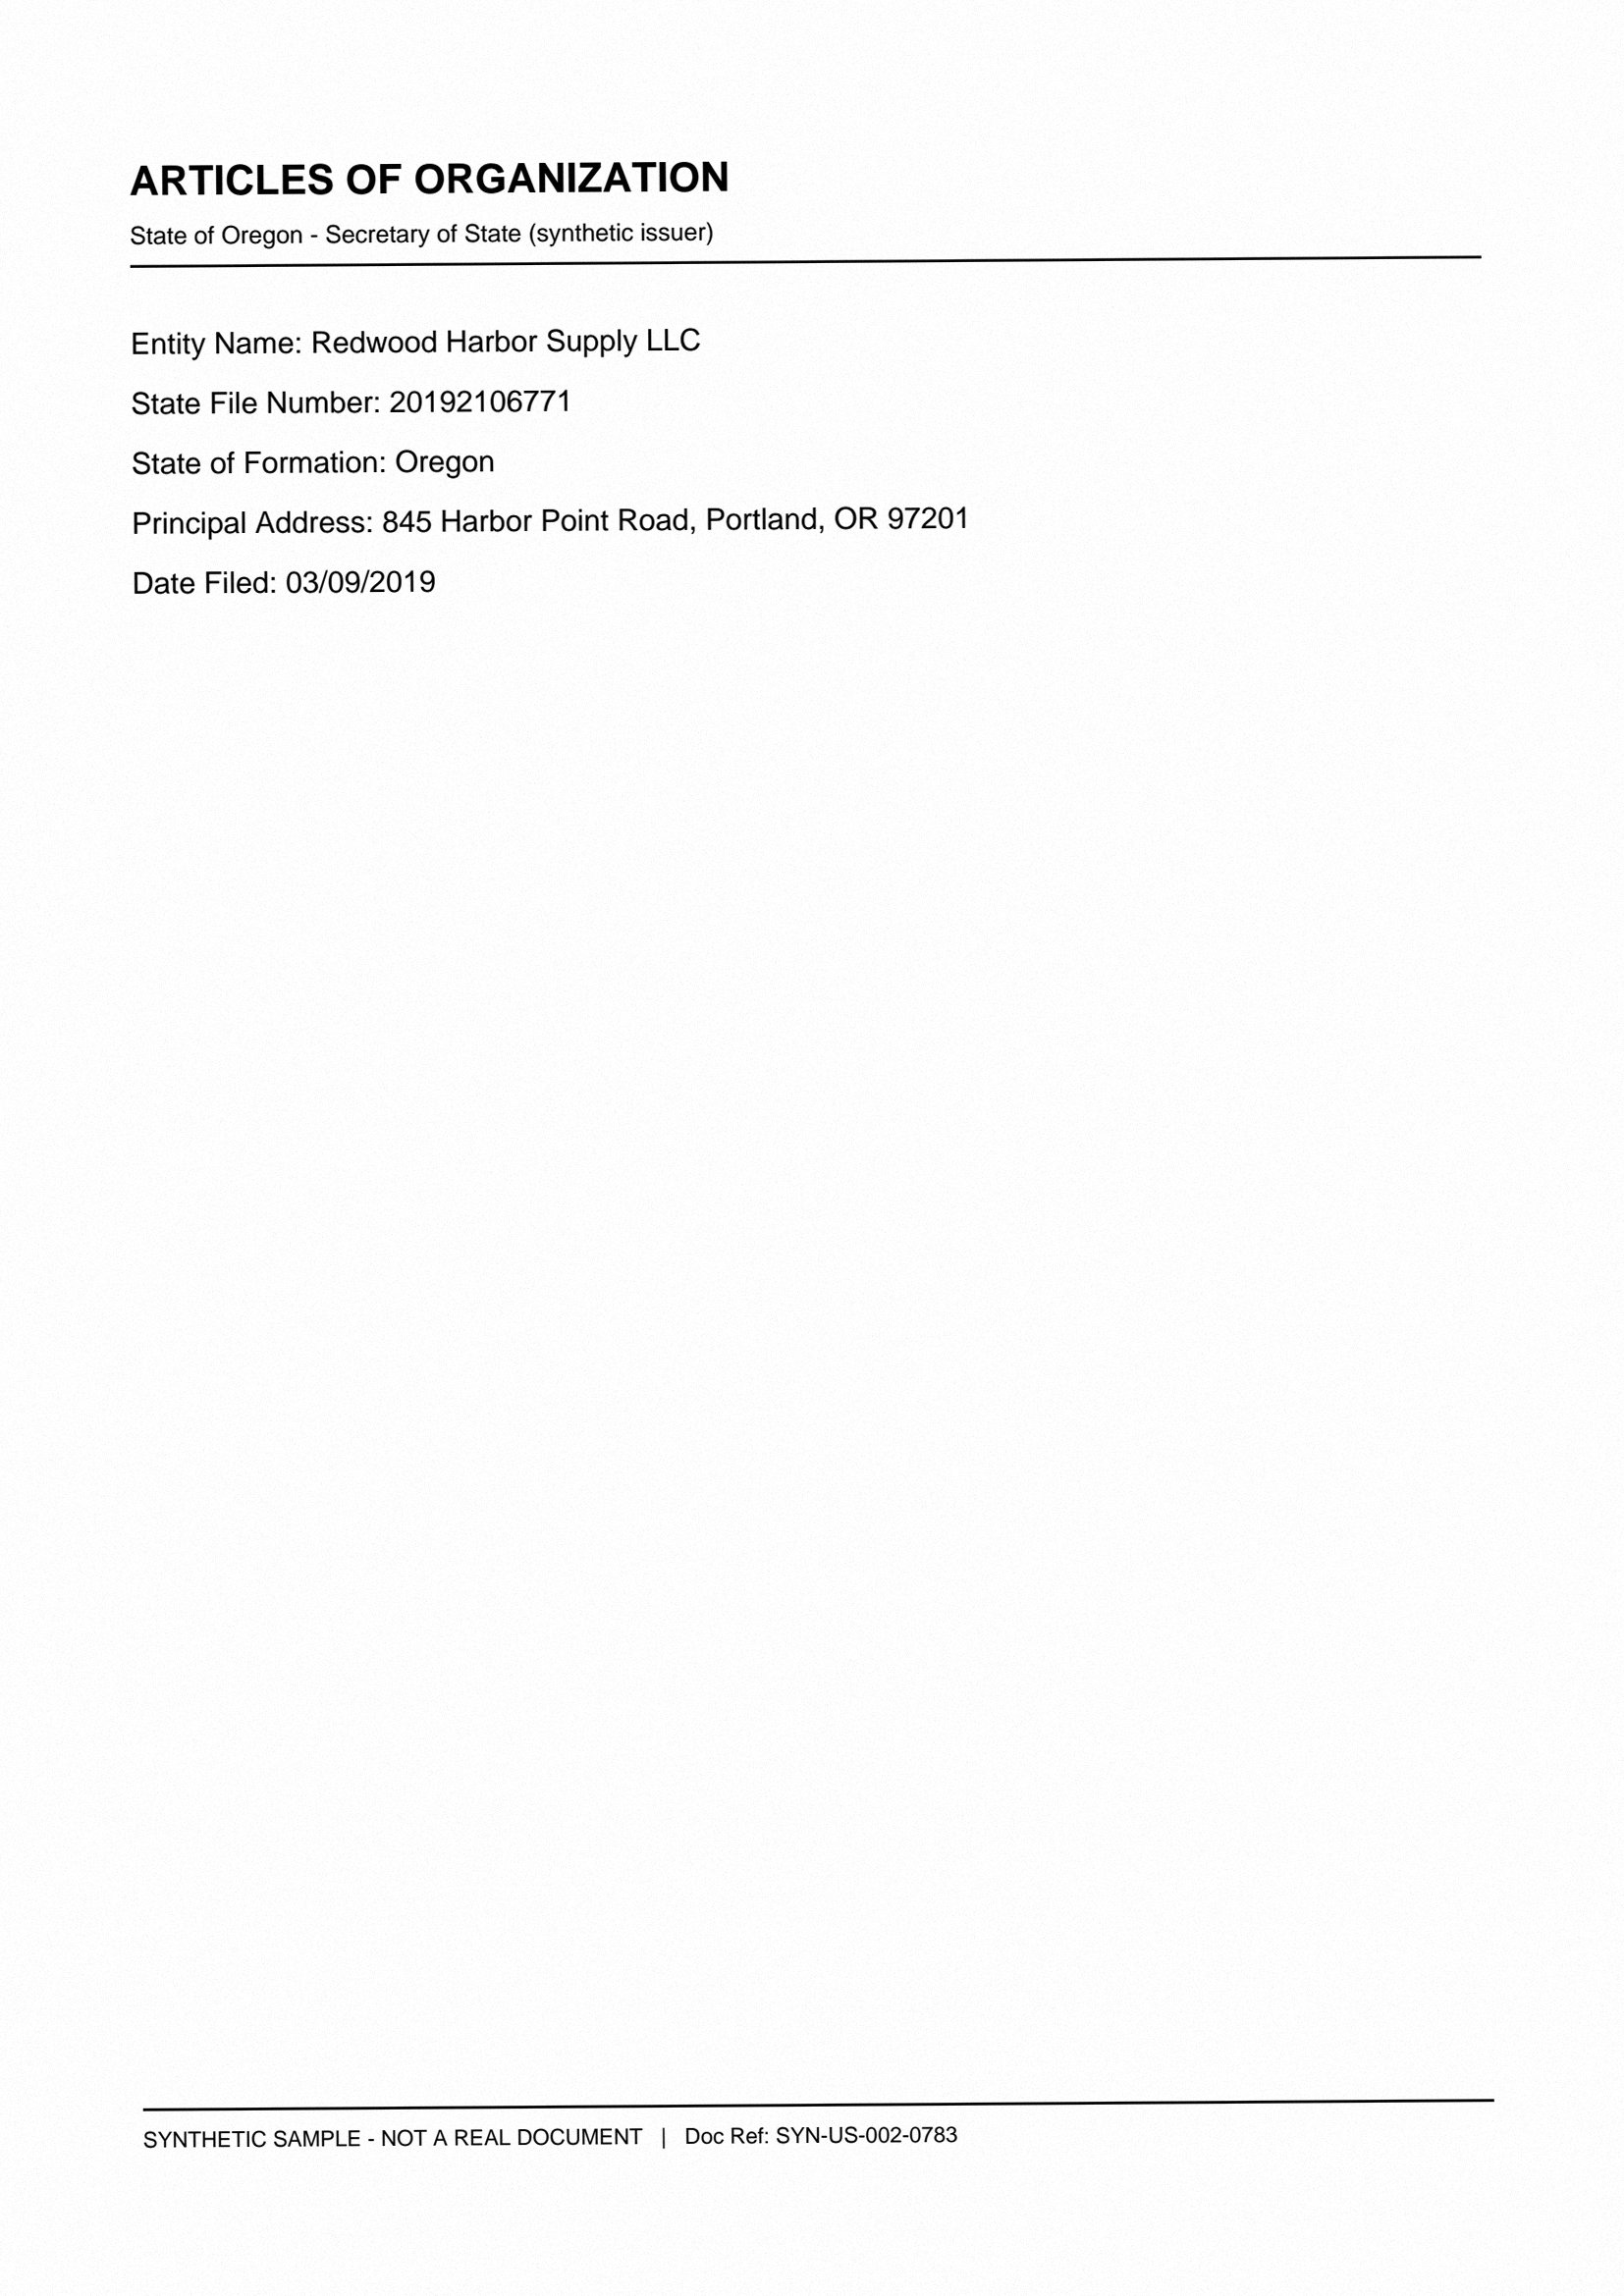 ARTICLES OF ORGANIZATION
State of Oregon - Secretary of State (synthetic issuer)
Entity Name: Redwood Harbor Supply LLC
State File Number: 20192106771
State of Formation: Oregon
Principal Address: 845 Harbor Point Road, Portland, OR 97201
Date Filed: 03/09/2019
SYNTHETIC SAMPLE - NOT A REAL DOCUMENT | Doc Ref: SYN-US-002-0783